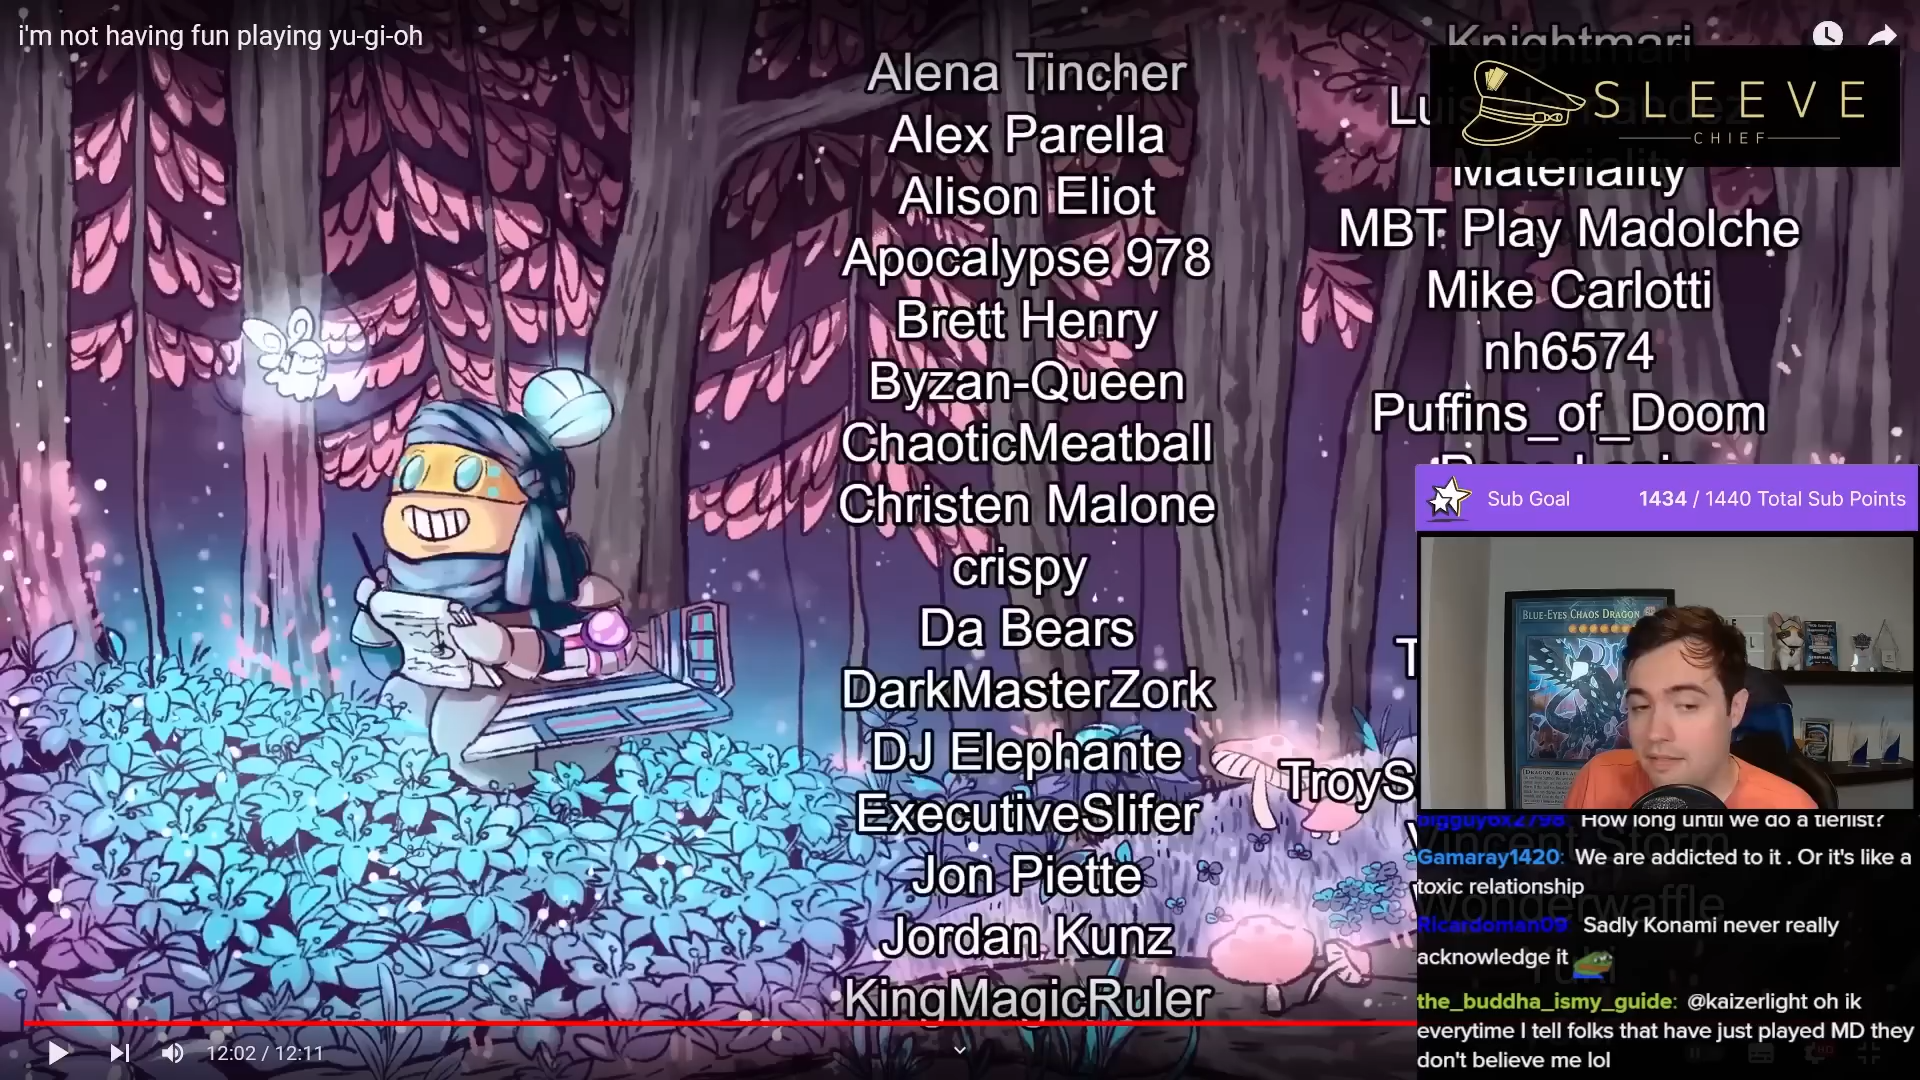 i'm not having fun playing yu-gi-oh
Alena Tincher
Alex Parella
Alison Eliot
Apocalypse 978
Brett Henry
Byzan-Queen
ChaoticMeatball
Christen Malone
crispy
Da Bears
DarkMasterZork
DJ Elephante
ExecutiveSlifer
Jon Piette
Jordan Kunz
KingMagicRuler
Knightmari
SLEEVE
CHIEF
Materiality
MBT Play Madolche
Mike Carlotti
nh6574
Puffins_of_Doom
Sub Goal 1434 / 1440 Total Sub Points
BLUE-EYES CHAOS DRAGON
TroyS
bigguy6x2798 How long until we do a tierlist?
Gamaray1420: We are addicted to it . Or it's like a
toxic relationship
Ricardoman09 Sadly Konami never really
acknowledge it
the_buddha_ismy_guide: @kaizerlight oh ik
everytime I tell folks that have just played MD they
don't believe me lol
12:02 / 12:11